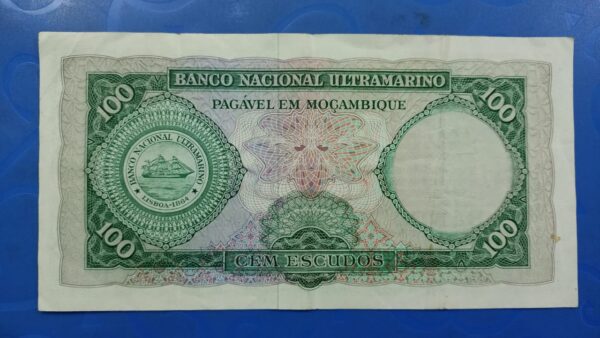 BANCO NACIONAL ULTRAMARINO
100
100
PAGÁVEL EM MOÇAMBIQUE
BANCO NACIONAL ULTRAMARINO
LISBOA-1864
100
100
CEM ESCUDOS